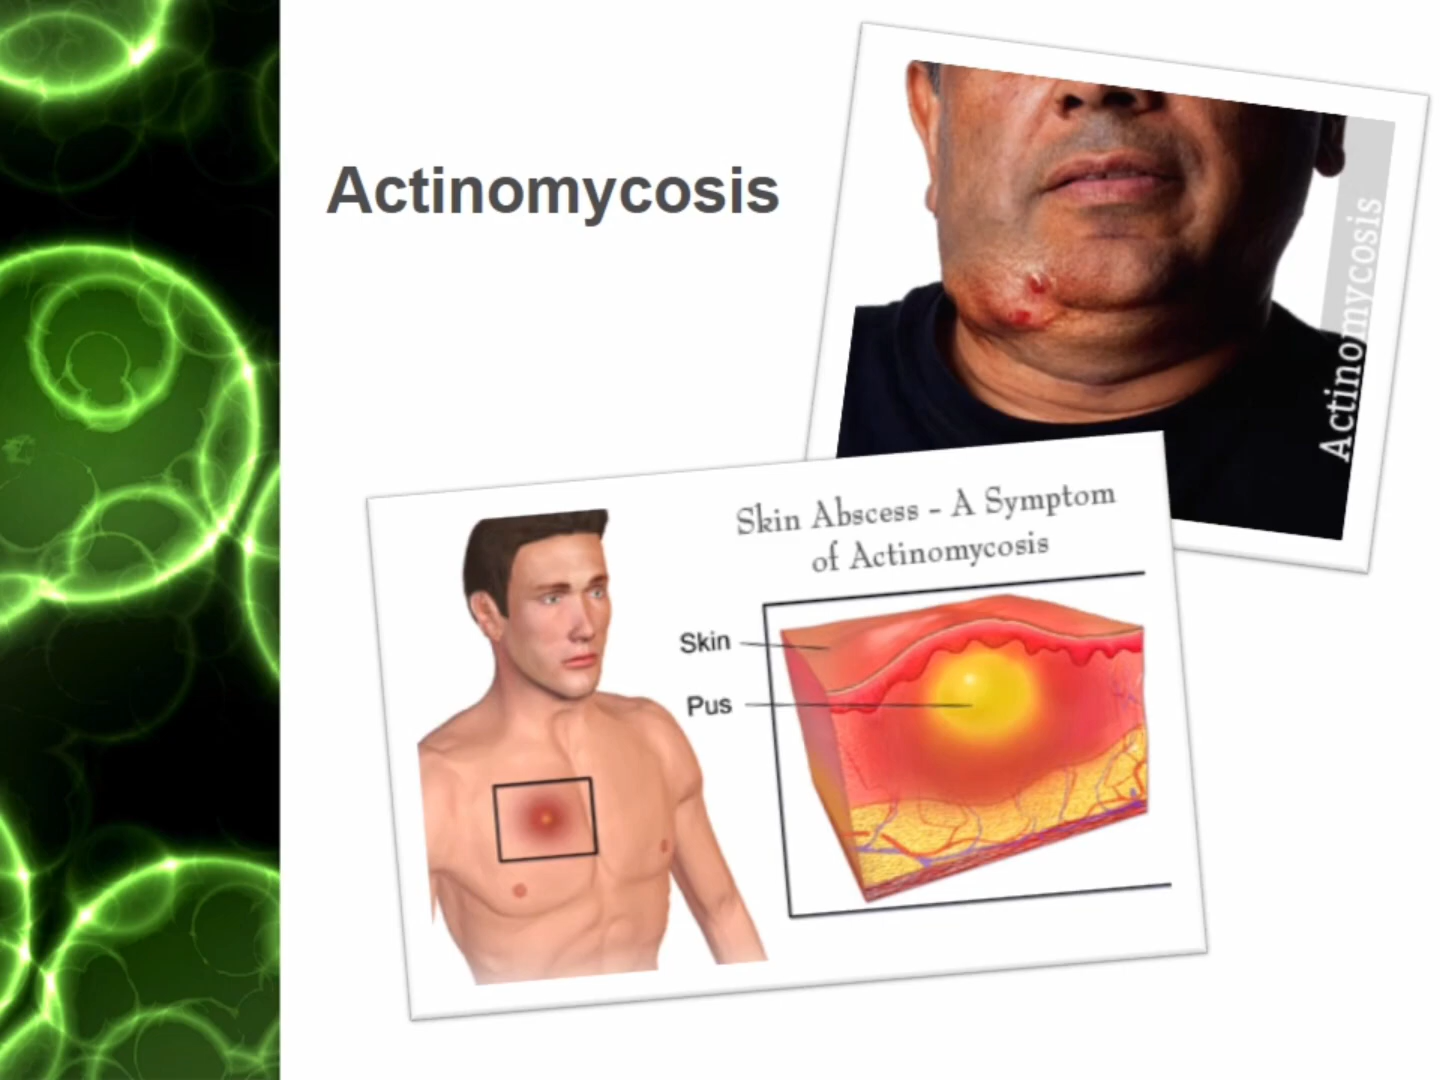 Actinomycosis
Actinomycosis
Skin Abscess - A Symptom
of Actinomycosis
Skin
Pus